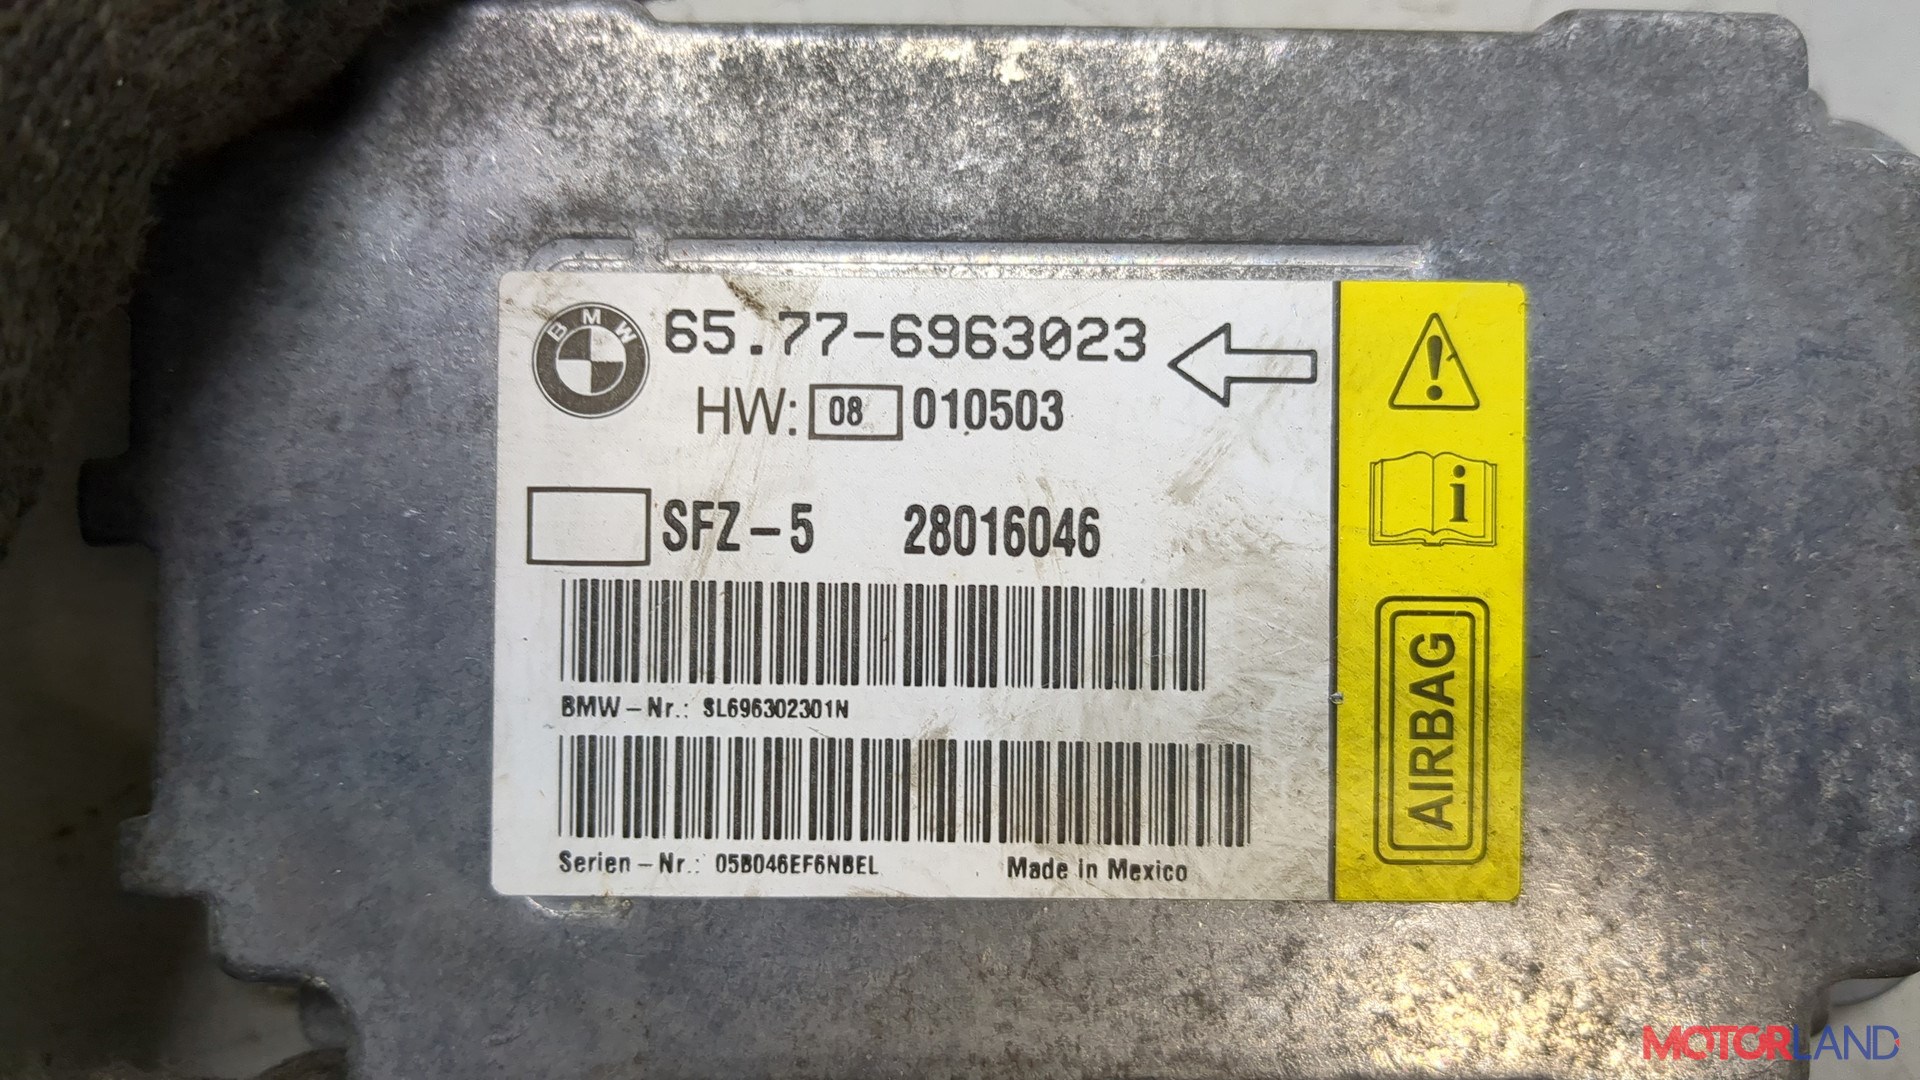 BMW
65.77-6963023
HW: 08 010503
SFZ-5 28016046
BMW-Nr.: SL696302301N
Serien-Nr.: 05B046EF6NBEL Made in Mexico
i
AIRBAG
MOTORLAND